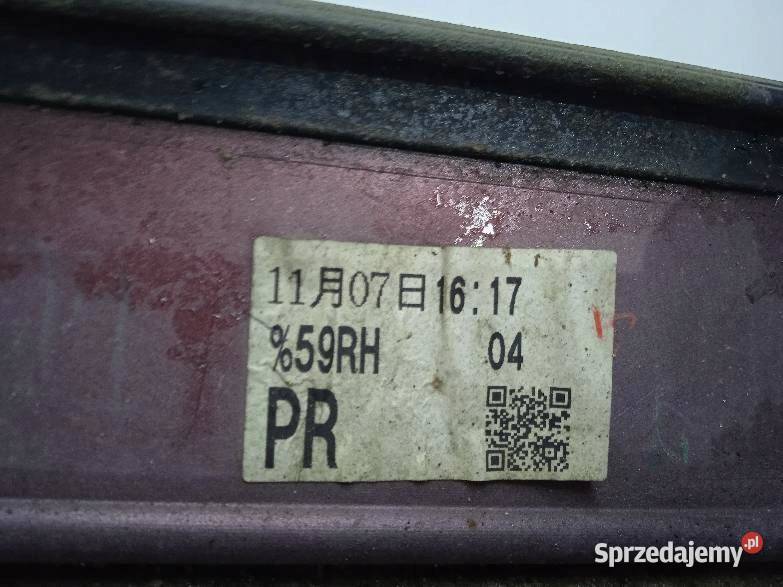 11月07日16:17
%59RH 04
PR
Sprzedajemy.pl